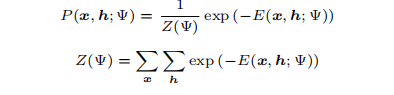 P(x, h; Ψ) = 1/Z(Ψ) exp (−E(x, h; Ψ))
Z(Ψ) = ∑_x ∑_h exp (−E(x, h; Ψ))